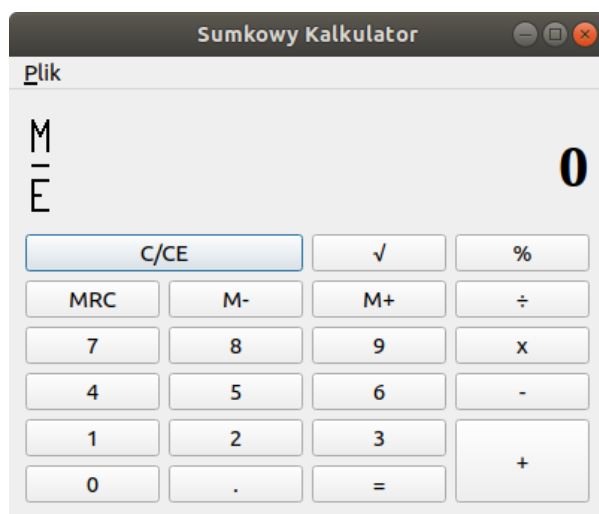 Sumkowy Kalkulator
Plik
M
0
E
C/CE √ %
MRC M- M+ ÷
7 8 9 x
4 5 6 -
1 2 3
+
0 . =